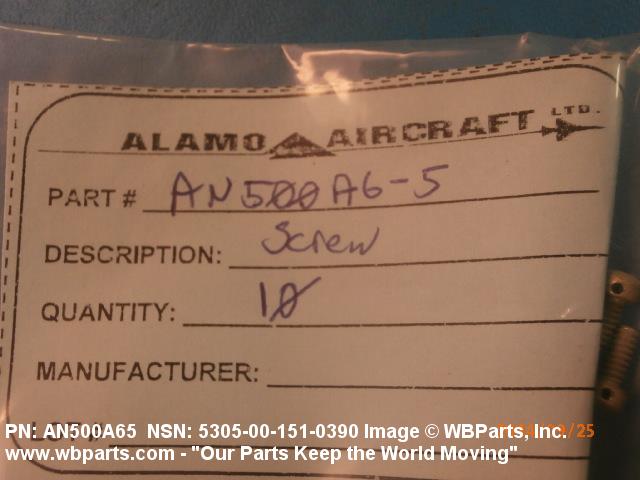 ALAMO AIRCRAFT LTD.
PART # AN500A6-5
DESCRIPTION: Screw
QUANTITY: 10
MANUFACTURER:
LOT #
PN: AN500A65 NSN: 5305-00-151-0390 Image © WBParts, Inc.
www.wbparts.com - "Our Parts Keep the World Moving"